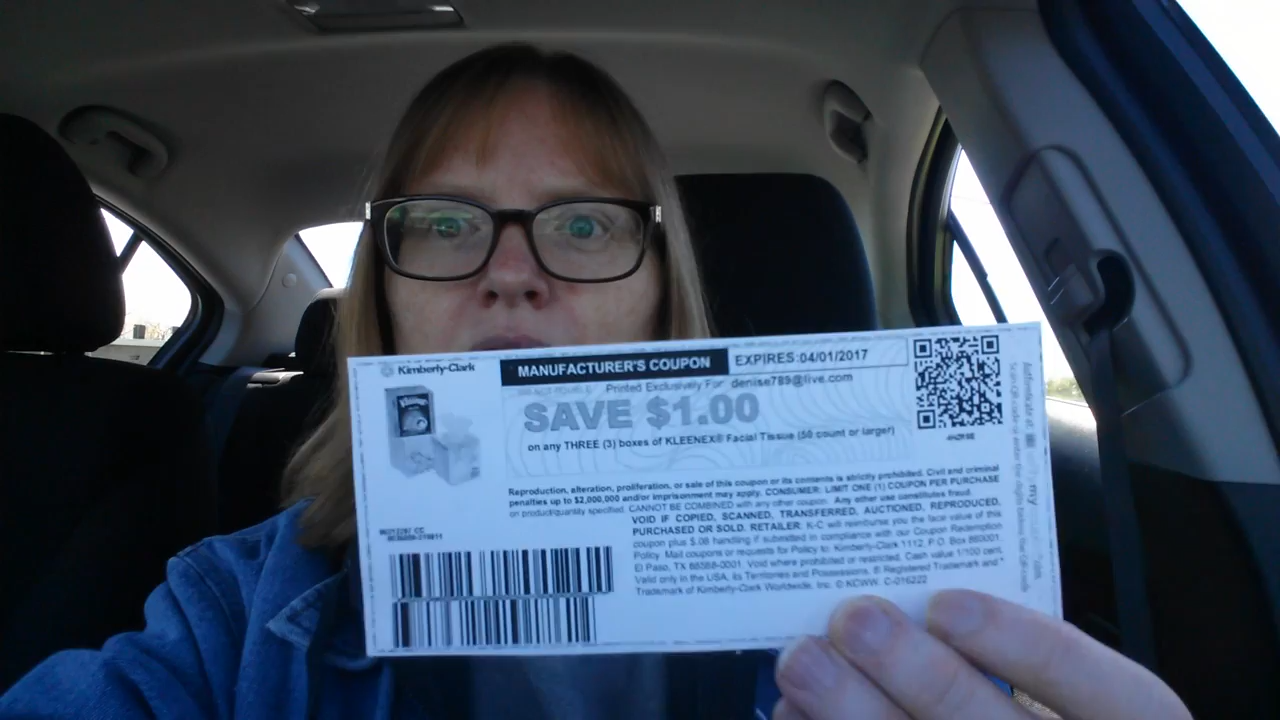 Kimberly-Clark
MANUFACTURER'S COUPON
EXPIRES:04/01/2017
Printed Exclusively For denise789@live.com
SAVE $1.00
on any THREE (3) boxes of KLEENEX® Facial Tissue (50 count or larger)
Reproduction, alteration, proliferation, or sale of this coupon or its contents is strictly prohibited. Civil and criminal
penalties up to $2,000,000 and/or imprisonment may apply. CONSUMER: LIMIT ONE (1) COUPON PER PURCHASE
on product/quantity specified. CANNOT BE COMBINED with any other coupon. Any other use constitutes fraud.
VOID IF COPIED, SCANNED, TRANSFERRED, AUCTIONED, REPRODUCED,
PURCHASED OR SOLD. RETAILER: K-C will reimburse you the face value of this
coupon plus $.08 handling if submitted in compliance with our Coupon Redemption
Policy. Mail coupons or requests for Policy to: Kimberly-Clark 1112, P.O. Box
El Paso, TX Void where prohibited or restricted. Cash value 1/100 cent.
Valid only in the USA, its Territories and Possessions. ® Registered Trademark and *
Trademark of Kimberly-Clark Worldwide, Inc. © KCWW. C-016222
my